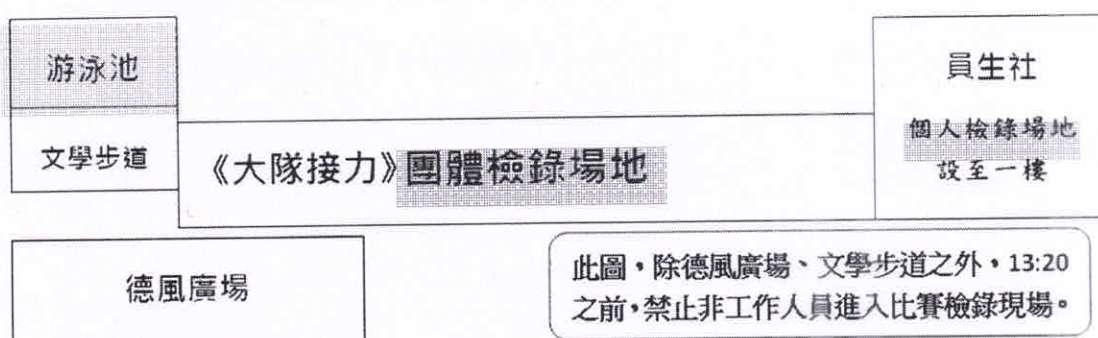 游泳池
員生社
個人檢錄場地
設至一樓
文學步道
《大隊接力》團體檢錄場地
德風廣場
此圖，除德風廣場、文學步道之外，13:20
之前，禁止非工作人員進入比賽檢錄現場。